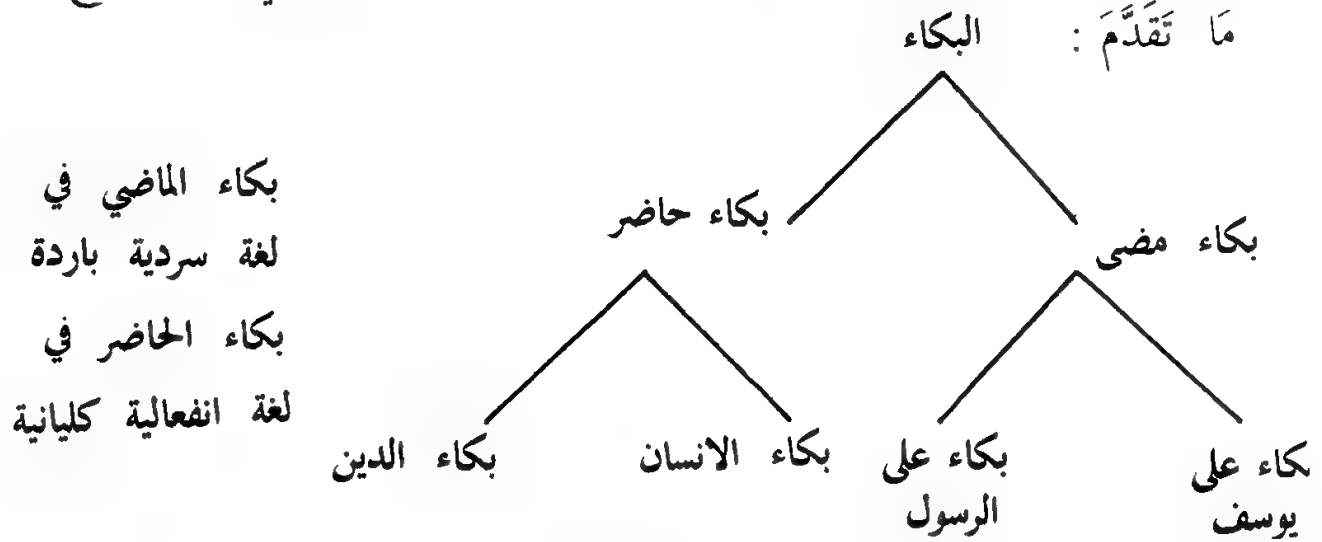 مَا تَقَدَّمَ :
البكاء
بكاء مضى
بكاء حاضر
بكاء على
يوسف
بكاء على
الرسول
بكاء الانسان
بكاء الدين
بكاء الماضي في
لغة سردية باردة
بكاء الحاضر في
لغة انفعالية كليانية